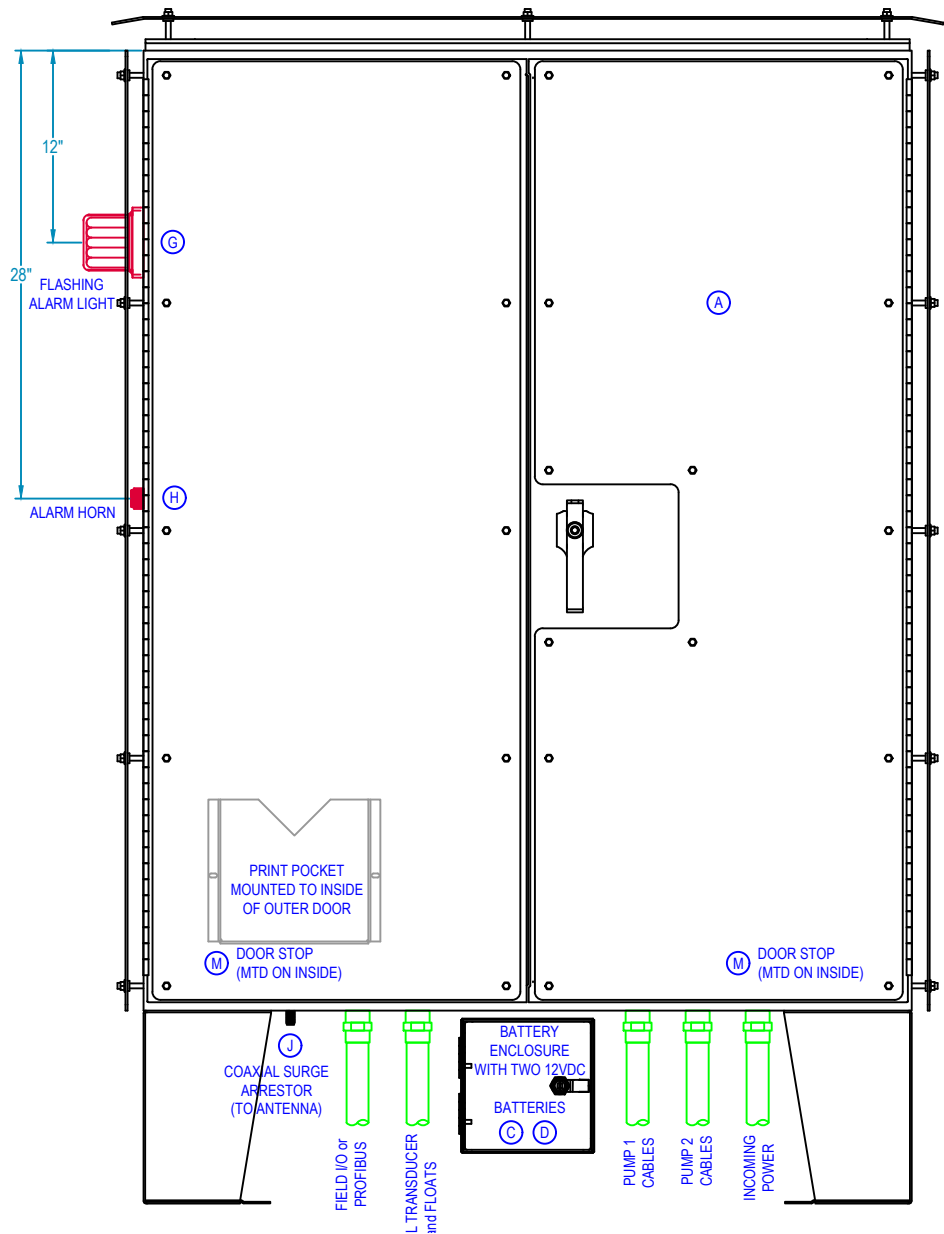 12"
28"
G
FLASHING
ALARM LIGHT
A
H
ALARM HORN
PRINT POCKET
MOUNTED TO INSIDE
OF OUTER DOOR
M
DOOR STOP
(MTD ON INSIDE)
M
DOOR STOP
(MTD ON INSIDE)
J
COAXIAL SURGE
ARRESTOR
(TO ANTENNA)
FIELD I/O or
PROFIBUS
L TRANSDUCER
and FLOATS
BATTERY
ENCLOSURE
WITH TWO 12VDC
BATTERIES
C D
PUMP 1
CABLES
PUMP 2
CABLES
INCOMING
POWER